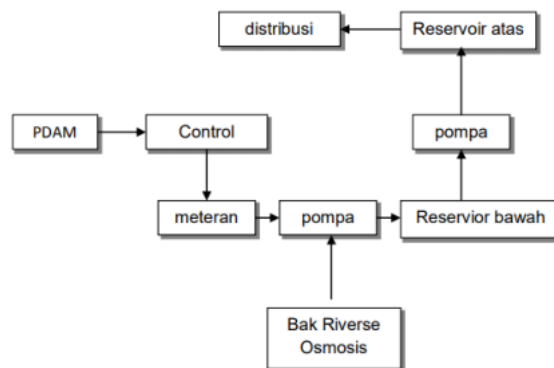 distribusi
Reservoir atas
PDAM
Control
pompa
meteran
pompa
Reservior bawah
Bak Riverse
Osmosis